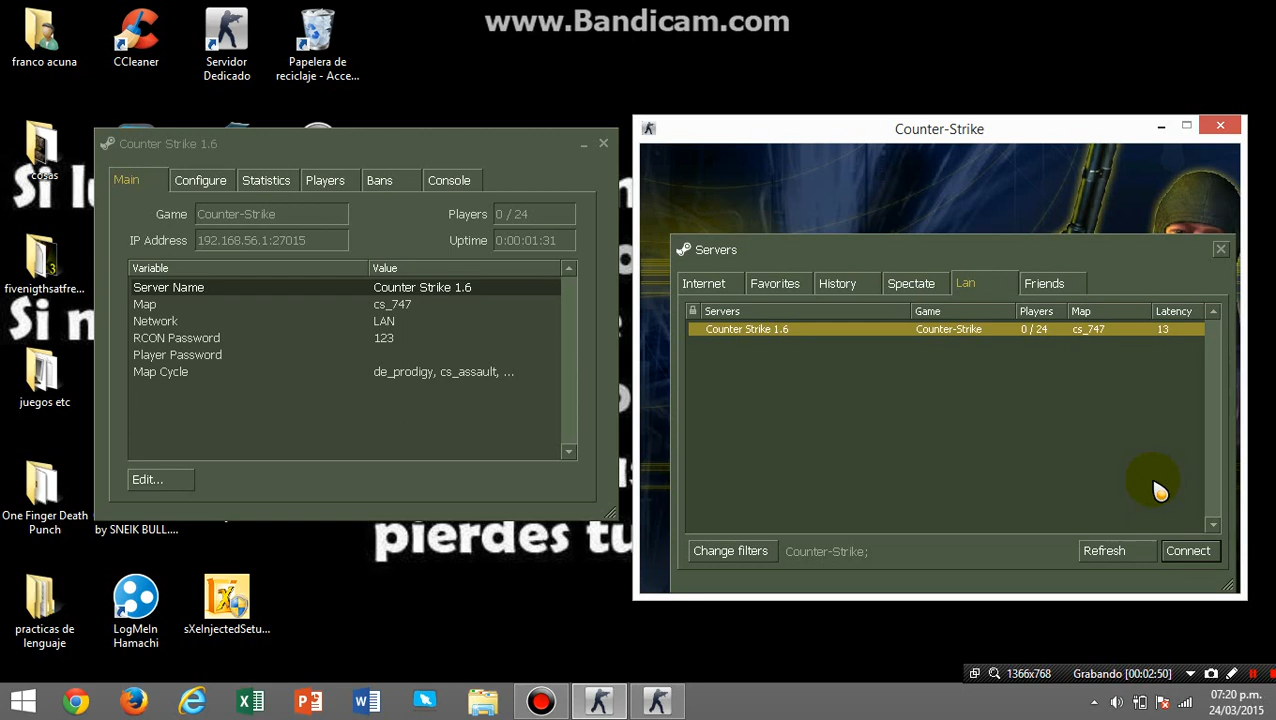 www.Bandicam.com
franco acuna
CCleaner
Servidor
Dedicado
Papelera de
reciclaje - Acce...
cosas
fivenigthsatfre...
juegos etc
One Finger Death
Punch
by SNEIK BULL....
practicas de
lenguaje
LogMeIn
Hamachi
sXeInjectedSetu...
Si lu
Si n
pierdes tu
Counter Strike 1.6
Main
Configure
Statistics
Players
Bans
Console
Game
Counter-Strike
Players
0 / 24
IP Address
192.168.56.1:27015
Uptime
0:00:01:31
Variable
Value
Server Name
Counter Strike 1.6
Map
cs_747
Network
LAN
RCON Password
123
Player Password
Map Cycle
de_prodigy, cs_assault, ...
Edit...
Counter-Strike
Servers
Internet
Favorites
History
Spectate
Lan
Friends
Servers
Game
Players
Map
Latency
Counter Strike 1.6
Counter-Strike
0 / 24
cs_747
13
Change filters
Counter-Strike;
Refresh
Connect
1366x768
Grabando [00:02:50]
07:20 p.m.
24/03/2015